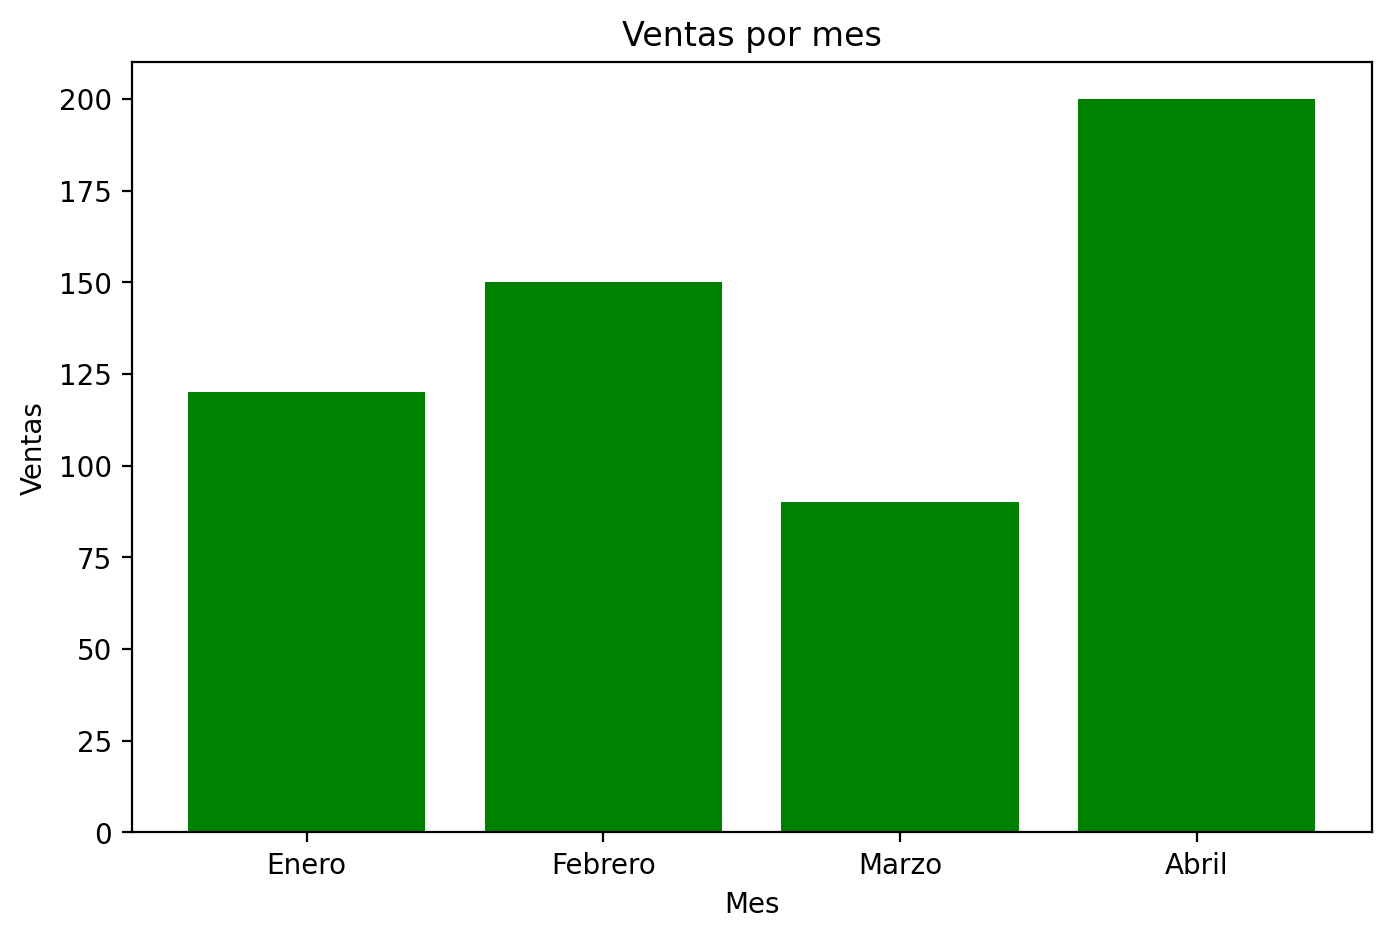 Ventas por mes
200
175
150
125
100
75
50
25
0
Ventas
Enero Febrero Marzo Abril
Mes